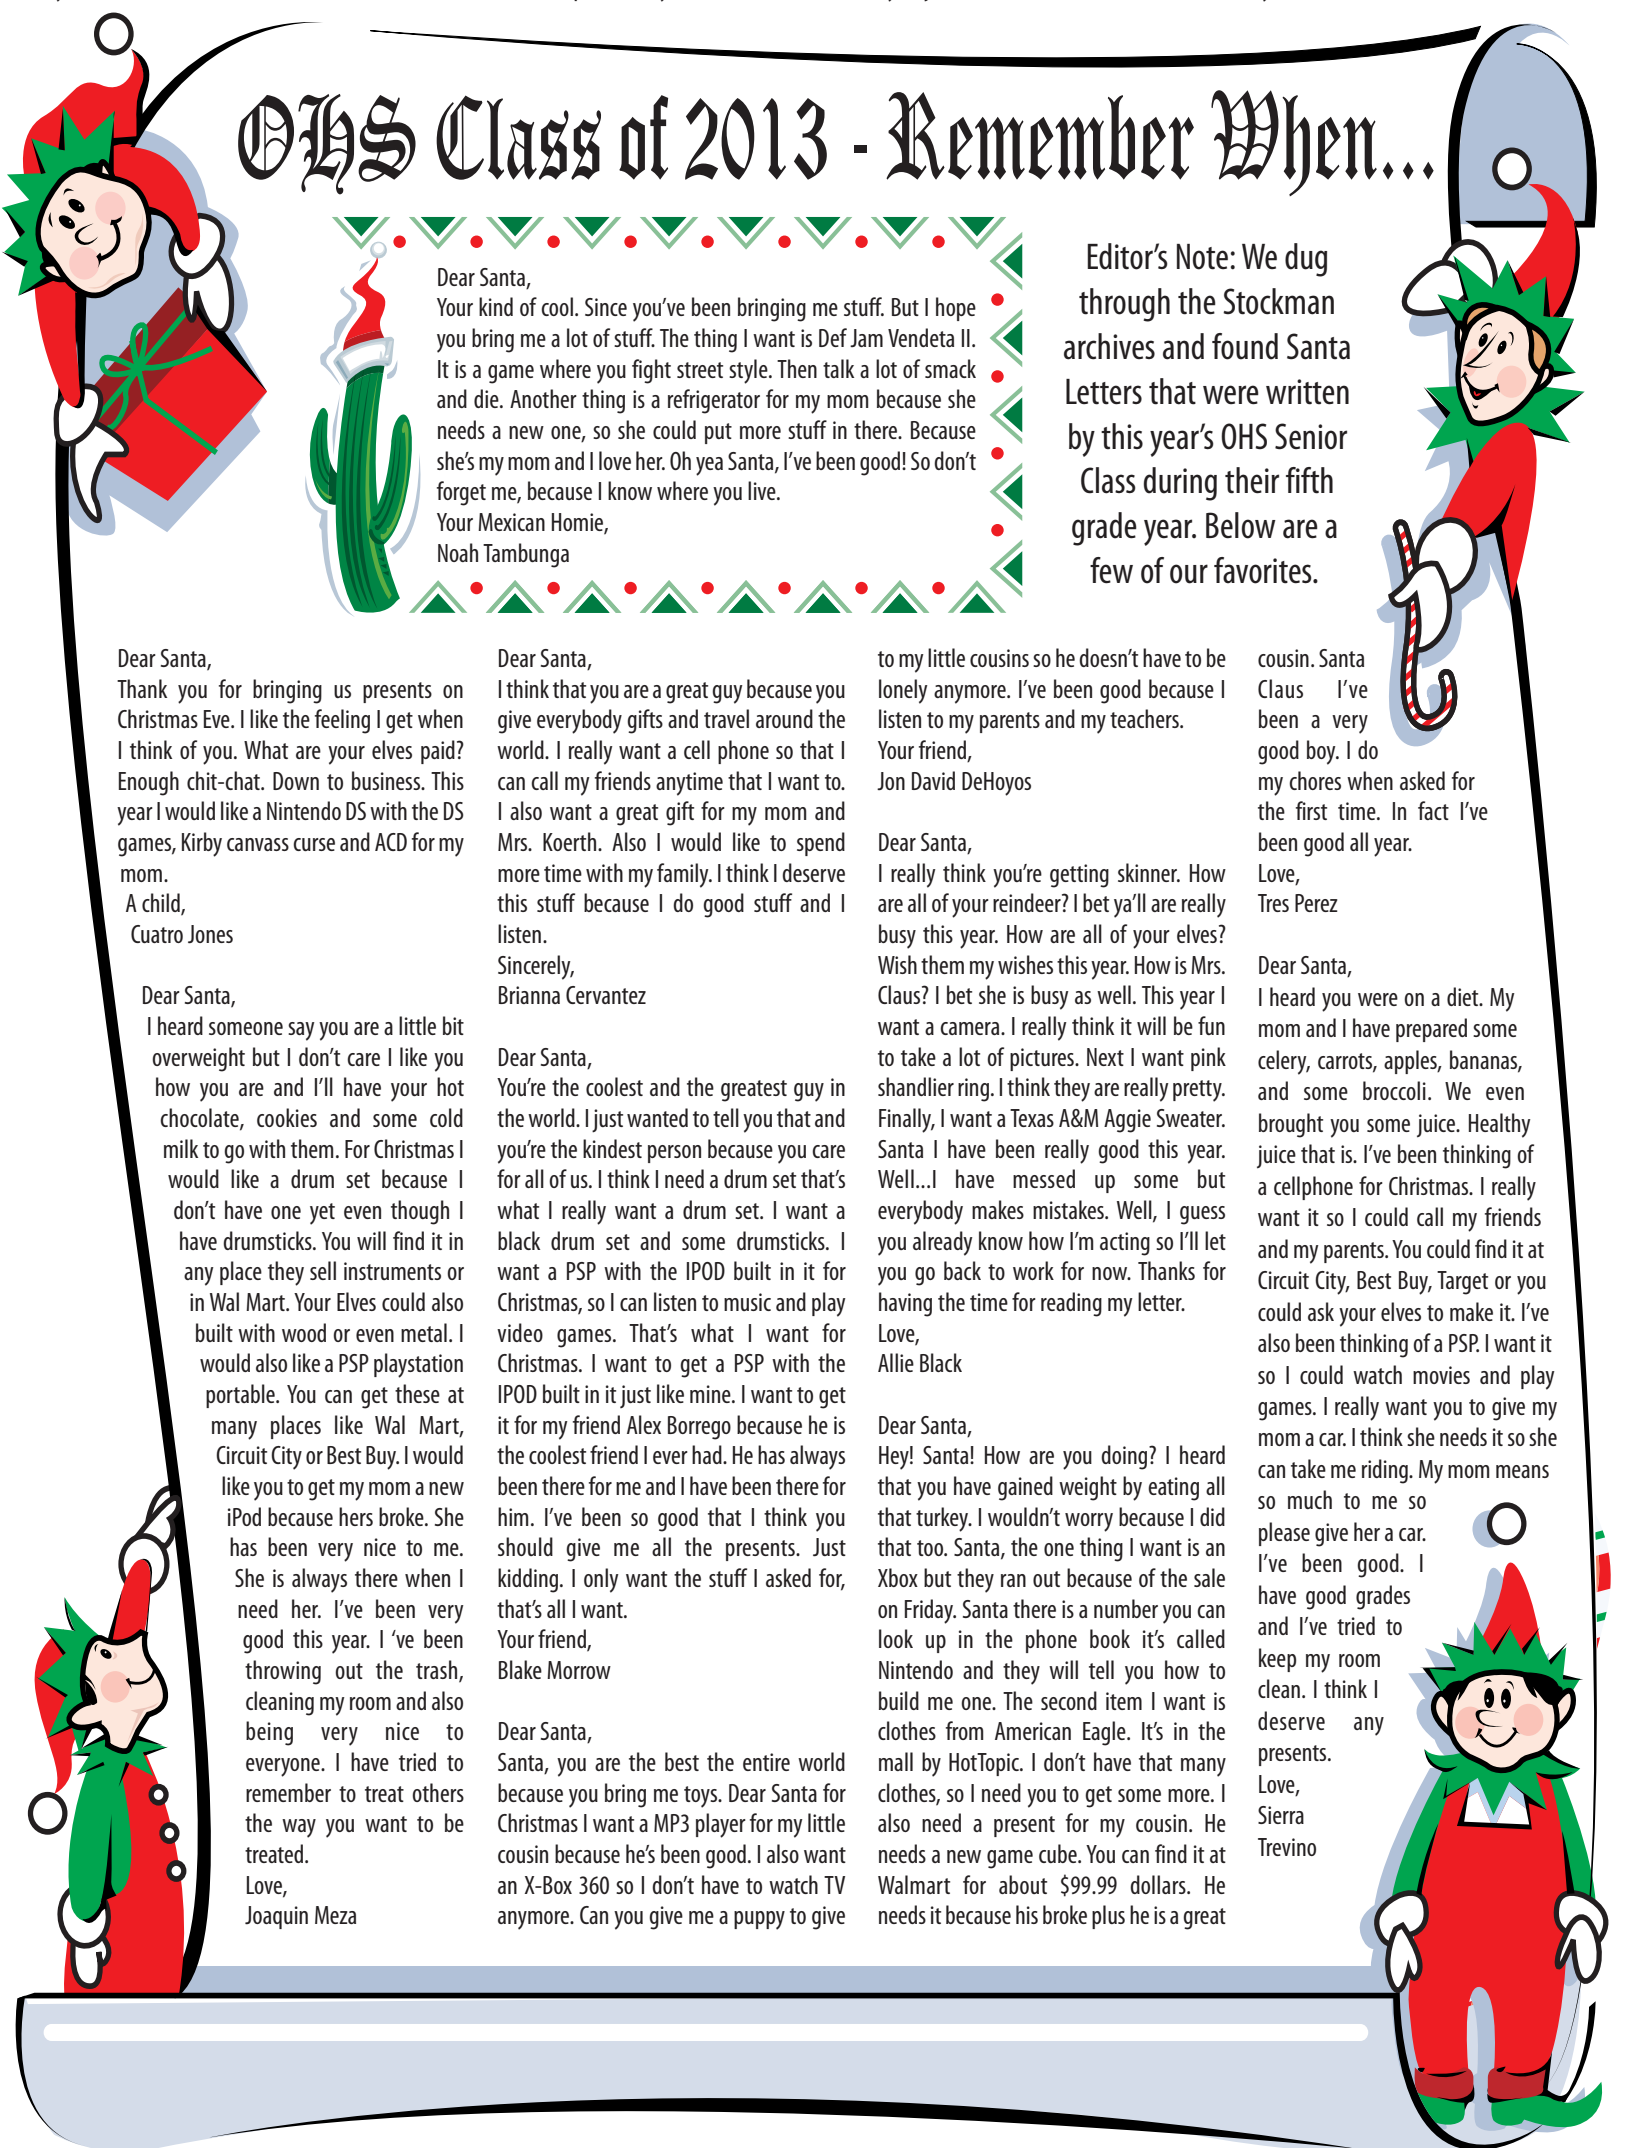 OHS Class of 2013 - Remember When...
Dear Santa,
Your kind of cool. Since you've been bringing me stuff. But I hope
you bring me a lot of stuff. The thing I want is Def Jam Vendeta II.
It is a game where you fight street style. Then talk a lot of smack
and die. Another thing is a refrigerator for my mom because she
needs a new one, so she could put more stuff in there. Because
she's my mom and I love her. Oh yea Santa, I've been good! So don't
forget me, because I know where you live.
Your Mexican Homie,
Noah Tambunga
Editor's Note: We dug
through the Stockman
archives and found Santa
Letters that were written
by this year's OHS Senior
Class during their fifth
grade year. Below are a
few of our favorites.
Dear Santa,
Thank you for bringing us presents on
Christmas Eve. I like the feeling I get when
I think of you. What are your elves paid?
Enough chit-chat. Down to business. This
year I would like a Nintendo DS with the DS
games, Kirby canvass curse and ACD for my
mom.
A child,
Cuatro Jones
Dear Santa,
I heard someone say you are a little bit
overweight but I don't care I like you
how you are and I'll have your hot
chocolate, cookies and some cold
milk to go with them. For Christmas I
would like a drum set because I
don't have one yet even though I
have drumsticks. You will find it in
any place they sell instruments or
in Wal Mart. Your Elves could also
built with wood or even metal. I
would also like a PSP playstation
portable. You can get these at
many places like Wal Mart,
Circuit City or Best Buy. I would
like you to get my mom a new
iPod because hers broke. She
has been very nice to me.
She is always there when I
need her. I've been very
good this year. I 've been
throwing out the trash,
cleaning my room and also
being very nice to
everyone. I have tried to
remember to treat others
the way you want to be
treated.
Love,
Joaquin Meza
Dear Santa,
I think that you are a great guy because you
give everybody gifts and travel around the
world. I really want a cell phone so that I
can call my friends anytime that I want to.
I also want a great gift for my mom and
Mrs. Koerth. Also I would like to spend
more time with my family. I think I deserve
this stuff because I do good stuff and I
listen.
Sincerely,
Brianna Cervantez
Dear Santa,
You're the coolest and the greatest guy in
the world. I just wanted to tell you that and
you're the kindest person because you care
for all of us. I think I need a drum set that's
what I really want a drum set. I want a
black drum set and some drumsticks. I
want a PSP with the IPOD built in it for
Christmas, so I can listen to music and play
video games. That's what I want for
Christmas. I want to get a PSP with the
IPOD built in it just like mine. I want to get
it for my friend Alex Borrego because he is
the coolest friend I ever had. He has always
been there for me and I have been there for
him. I've been so good that I think you
should give me all the presents. Just
kidding. I only want the stuff I asked for,
that's all I want.
Your friend,
Blake Morrow
Dear Santa,
Santa, you are the best the entire world
because you bring me toys. Dear Santa for
Christmas I want a MP3 player for my little
cousin because he's been good. I also want
an X-Box 360 so I don't have to watch TV
anymore. Can you give me a puppy to give
to my little cousins so he doesn't have to be
lonely anymore. I've been good because I
listen to my parents and my teachers.
Your friend,
Jon David DeHoyos
Dear Santa,
I really think you're getting skinner. How
are all of your reindeer? I bet ya'll are really
busy this year. How are all of your elves?
Wish them my wishes this year. How is Mrs.
Claus? I bet she is busy as well. This year I
want a camera. I really think it will be fun
to take a lot of pictures. Next I want pink
shandlier ring. I think they are really pretty.
Finally, I want a Texas A&M Aggie Sweater.
Santa I have been really good this year.
Well...I have messed up some but
everybody makes mistakes. Well, I guess
you already know how I'm acting so I'll let
you go back to work for now. Thanks for
having the time for reading my letter.
Love,
Allie Black
Dear Santa,
Hey! Santa! How are you doing? I heard
that you have gained weight by eating all
that turkey. I wouldn't worry because I did
that too. Santa, the one thing I want is an
Xbox but they ran out because of the sale
on Friday. Santa there is a number you can
look up in the phone book it's called
Nintendo and they will tell you how to
build me one. The second item I want is
clothes from American Eagle. It's in the
mall by HotTopic. I don't have that many
clothes, so I need you to get some more. I
also need a present for my cousin. He
needs a new game cube. You can find it at
Walmart for about $99.99 dollars. He
needs it because his broke plus he is a great
cousin. Santa
Claus I've
been a very
good boy. I do
my chores when asked for
the first time. In fact I've
been good all year.
Love,
Tres Perez
Dear Santa,
I heard you were on a diet. My
mom and I have prepared some
celery, carrots, apples, bananas,
and some broccoli. We even
brought you some juice. Healthy
juice that is. I've been thinking of
a cellphone for Christmas. I really
want it so I could call my friends
and my parents. You could find it at
Circuit City, Best Buy, Target or you
could ask your elves to make it. I've
also been thinking of a PSP. I want it
so I could watch movies and play
games. I really want you to give my
mom a car. I think she needs it so she
can take me riding. My mom means
so much to me so
please give her a car.
I've been good. I
have good grades
and I've tried to
keep my room
clean. I think I
deserve any
presents.
Love,
Sierra
Trevino